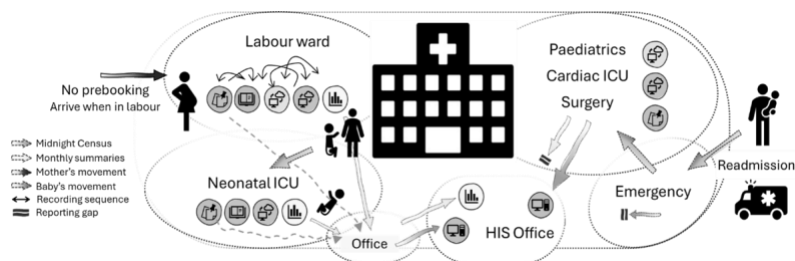 Labour ward
No prebooking
Arrive when in labour
Midnight Census
Monthly summaries
Mother's movement
Baby's movement
Recording sequence
Reporting gap
Neonatal ICU
Office
HIS Office
Paediatrics
Cardiac ICU
Surgery
Emergency
Readmission